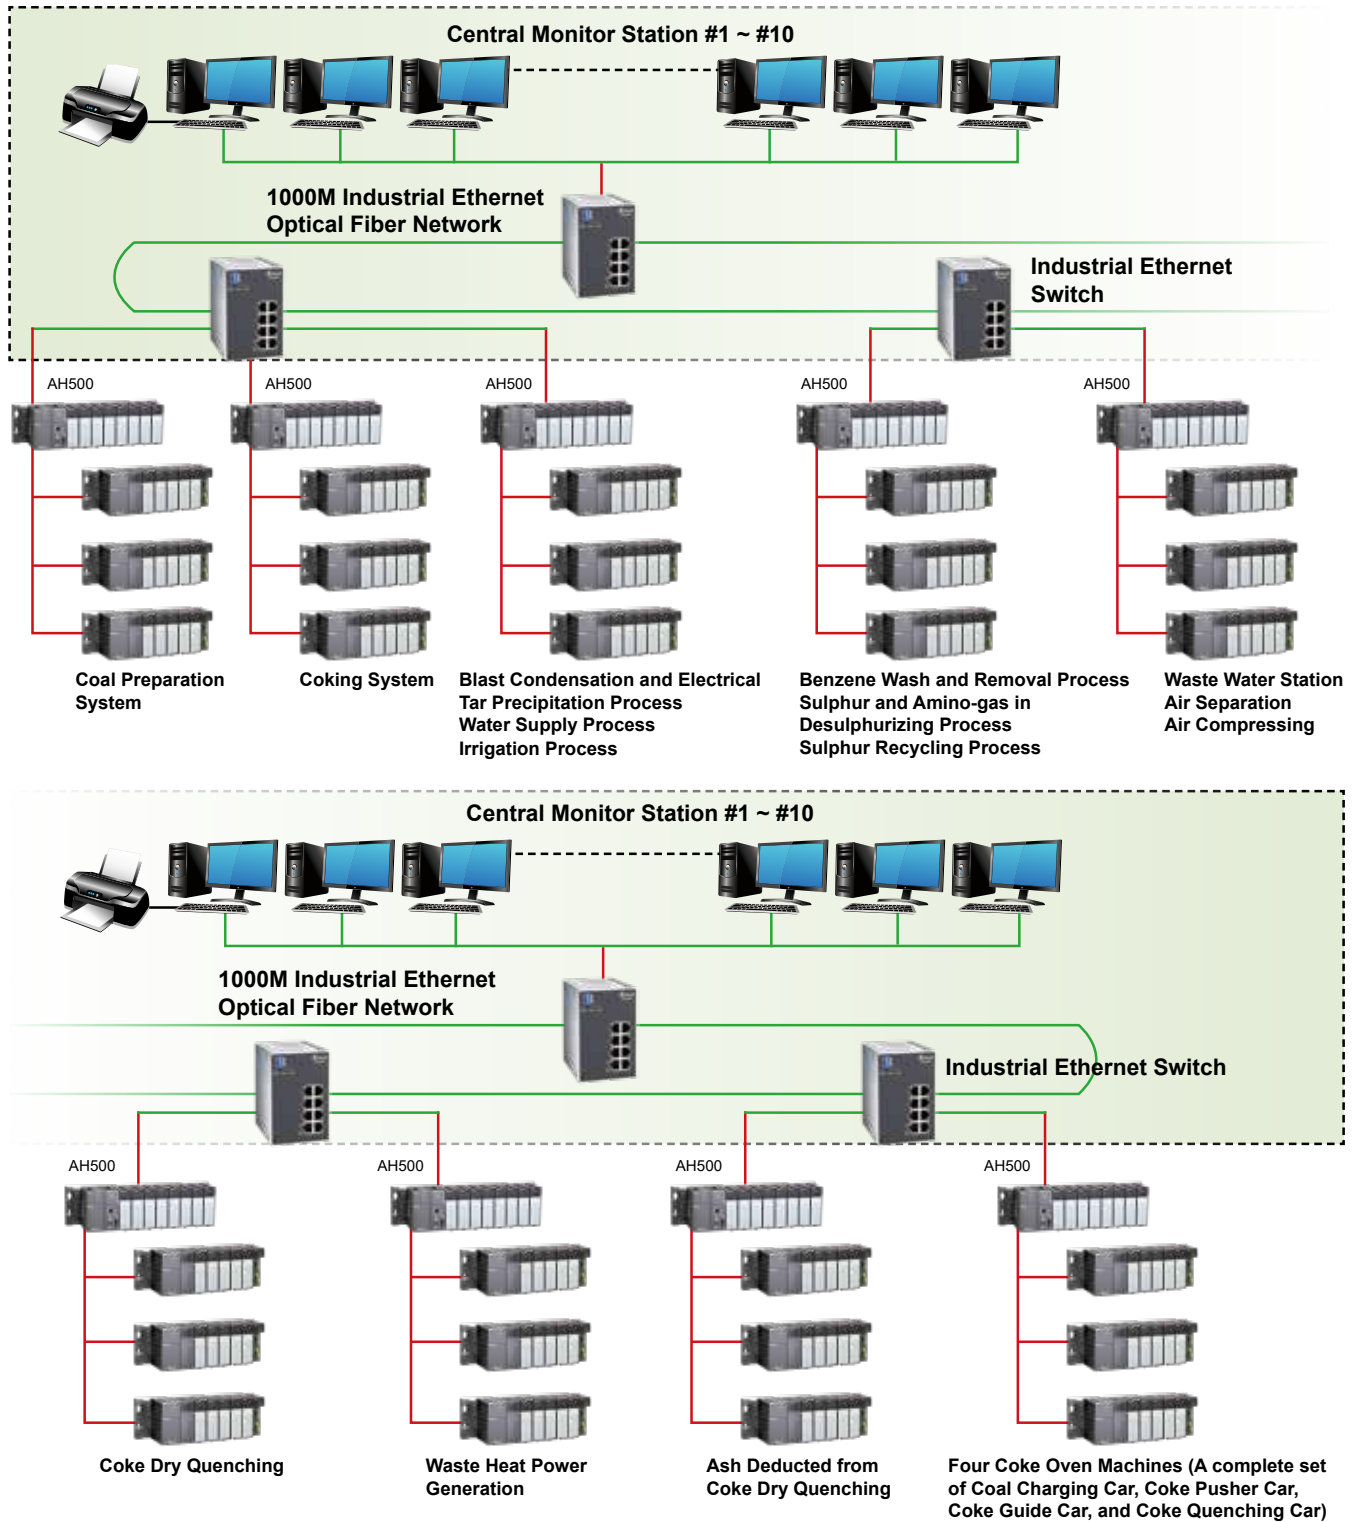 Central Monitor Station #1 ~ #10
1000M Industrial Ethernet
Optical Fiber Network
Industrial Ethernet
Switch
AH500
AH500
AH500
AH500
AH500
Coal Preparation
System
Coking System
Blast Condensation and Electrical
Tar Precipitation Process
Water Supply Process
Irrigation Process
Benzene Wash and Removal Process
Sulphur and Amino-gas in
Desulphurizing Process
Sulphur Recycling Process
Waste Water Station
Air Separation
Air Compressing
Central Monitor Station #1 ~ #10
1000M Industrial Ethernet
Optical Fiber Network
Industrial Ethernet Switch
AH500
AH500
AH500
AH500
Coke Dry Quenching
Waste Heat Power
Generation
Ash Deducted from
Coke Dry Quenching
Four Coke Oven Machines (A complete set
of Coal Charging Car, Coke Pusher Car,
Coke Guide Car, and Coke Quenching Car)